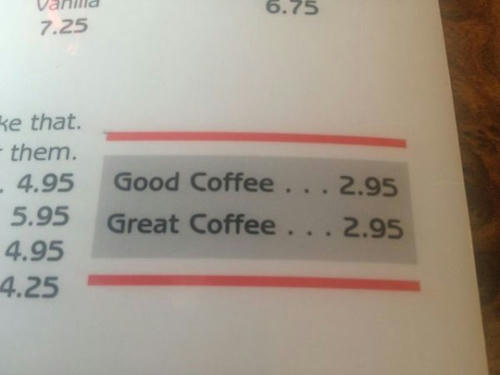 Vanilla
7.25
6.75
ke that.
them.
. 4.95
5.95
4.95
4.25
Good Coffee . . . 2.95
Great Coffee . . . 2.95